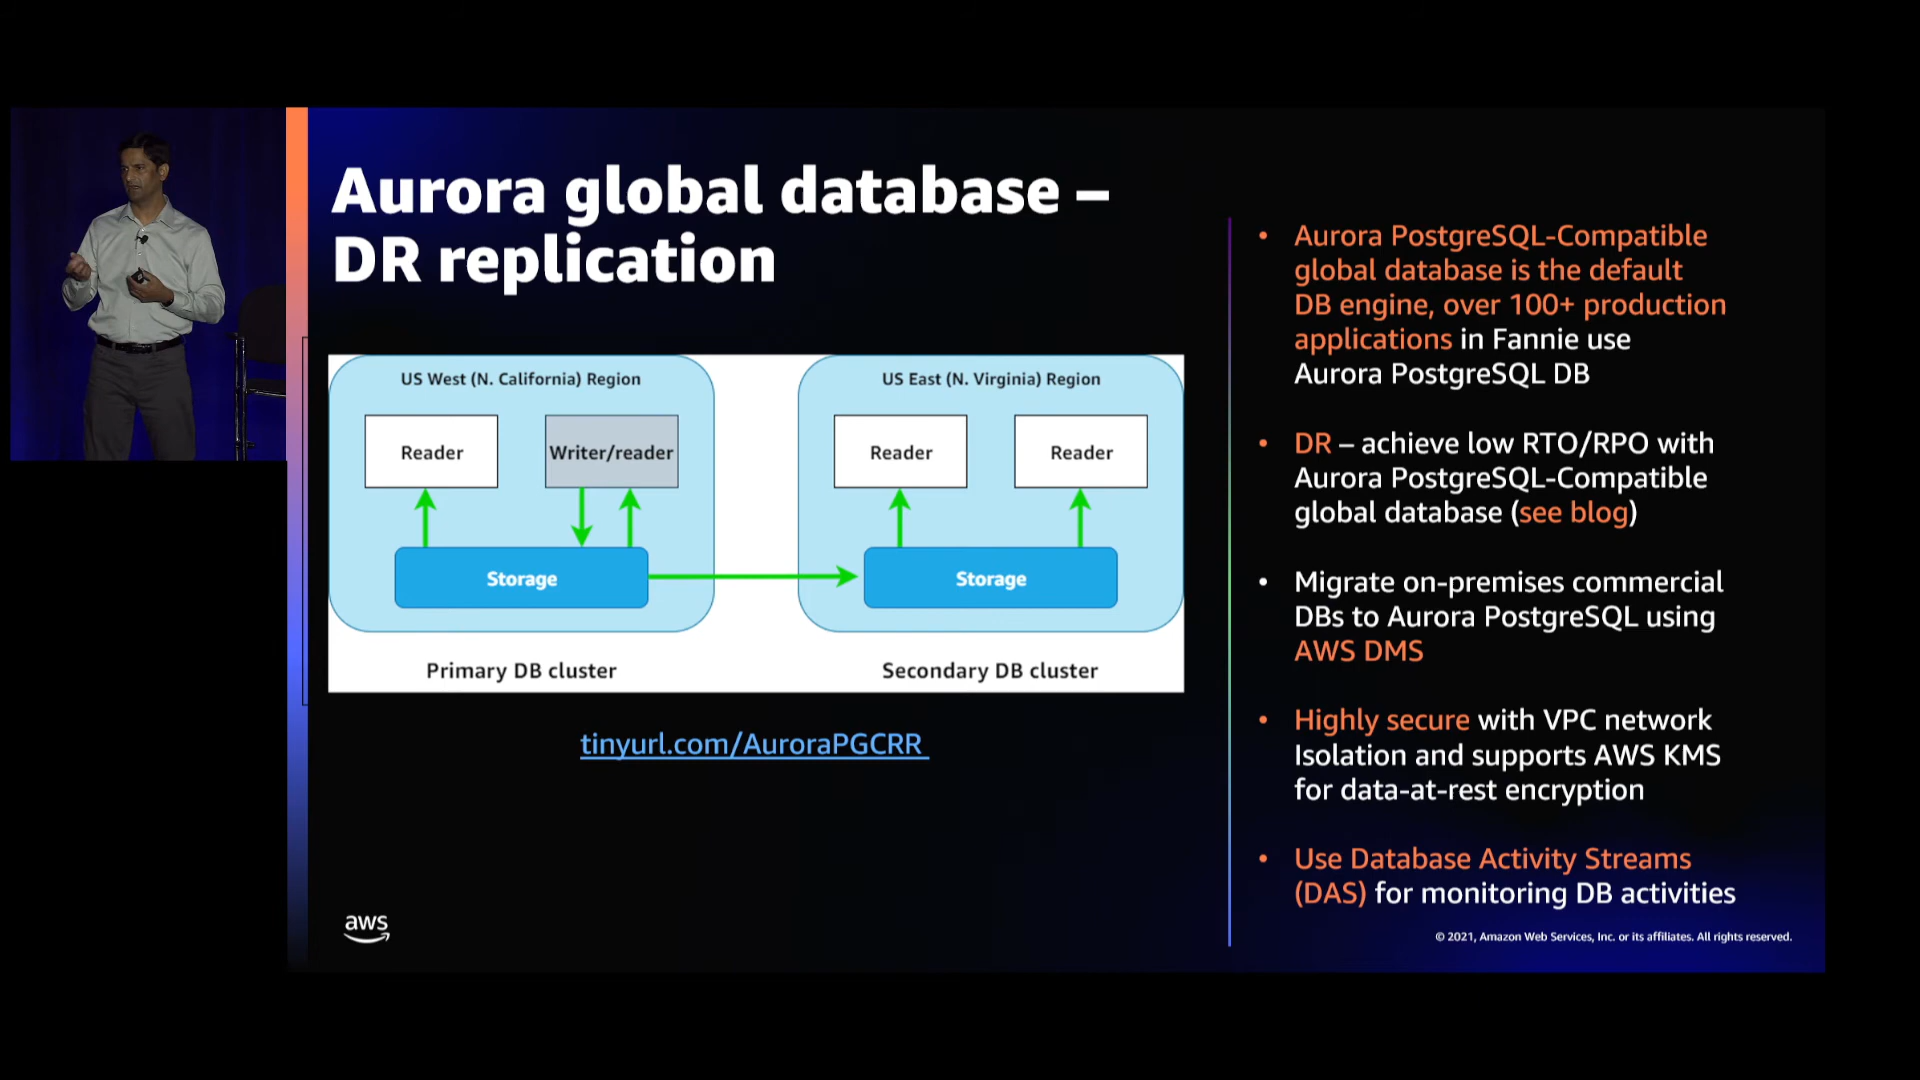 Aurora global database –
DR replication
US West (N. California) Region
Reader
Writer/reader
Storage
Primary DB cluster
US East (N. Virginia) Region
Reader
Reader
Storage
Secondary DB cluster
tinyurl.com/AuroraPGCRR
• Aurora PostgreSQL-Compatible
global database is the default
DB engine, over 100+ production
applications in Fannie use
Aurora PostgreSQL DB
• DR – achieve low RTO/RPO with
Aurora PostgreSQL-Compatible
global database (see blog)
• Migrate on-premises commercial
DBs to Aurora PostgreSQL using
AWS DMS
• Highly secure with VPC network
Isolation and supports AWS KMS
for data-at-rest encryption
• Use Database Activity Streams
(DAS) for monitoring DB activities
aws
© 2021, Amazon Web Services, Inc. or its affiliates. All rights reserved.